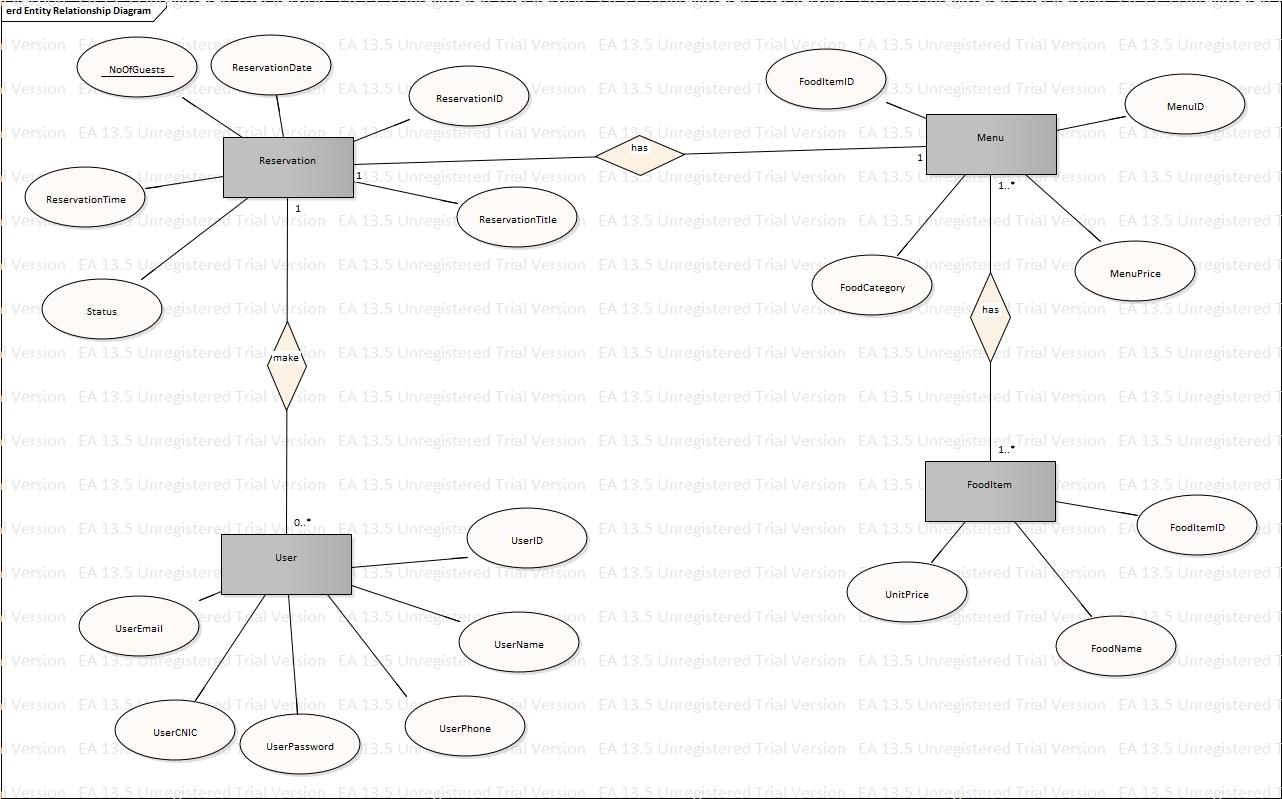 erd Entity Relationship Diagram
EA 13.5 Unregistered Trial Version
NoOfGuests
ReservationDate
ReservationID
FoodItemID
MenuID
Reservation
has
Menu
1
1
1..*
ReservationTime
1
ReservationTitle
Status
FoodCategory
MenuPrice
has
make
1..*
FoodItem
0..*
User
UserID
FoodItemID
UnitPrice
UserEmail
UserName
FoodName
UserCNIC
UserPassword
UserPhone